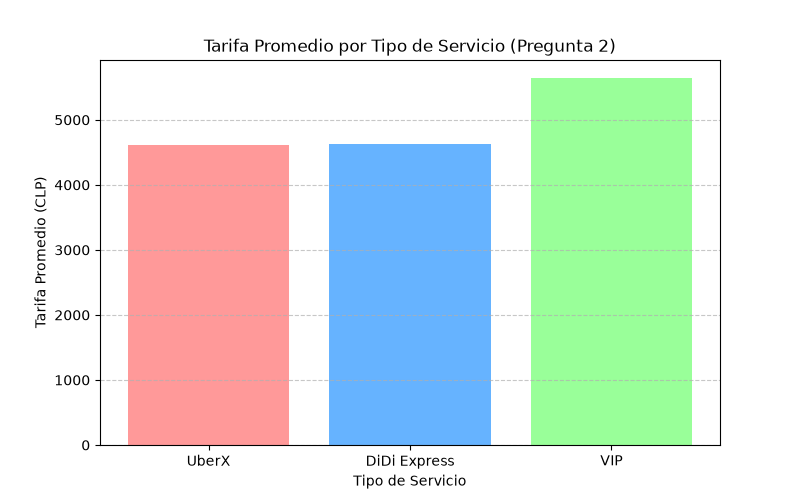 Tarifa Promedio por Tipo de Servicio (Pregunta 2)
Tarifa Promedio (CLP)
5000
4000
3000
2000
1000
0
UberX DiDi Express VIP
Tipo de Servicio